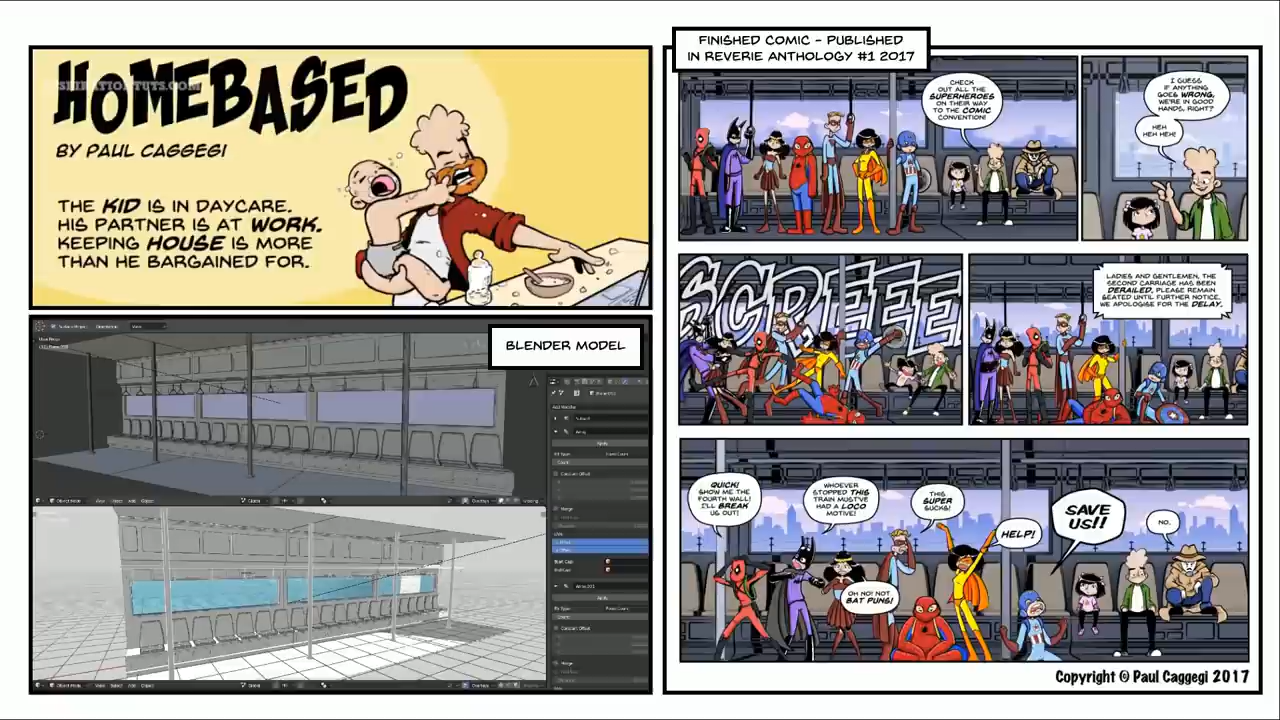 HOMEBASED
BY PAUL CAGGEGI
THE KID IS IN DAYCARE.
HIS PARTNER IS AT WORK.
KEEPING HOUSE IS MORE
THAN HE BARGAINED FOR.
BLENDER MODEL
FINISHED COMIC - PUBLISHED
IN REVERIE ANTHOLOGY #1 2017
CHECK
OUT ALL THE
SUPERHEROES
ON THEIR WAY
TO THE COMIC
CONVENTION!
I GUESS
IF ANYTHING
GOES WRONG,
WE'RE IN GOOD
HANDS, RIGHT?
HEH
HEH HEH!
SCREEE
LADIES AND GENTLEMEN, THE
SECOND CARRIAGE HAS BEEN
DERAILED. PLEASE REMAIN
SEATED UNTIL FURTHER NOTICE.
WE APOLOGISE FOR THE DELAY.
QUICK!
SHOW ME THE
FOURTH WALL!
I'LL BREAK
US OUT!
WHOEVER
STOPPED THIS
TRAIN MUST'VE
HAD A LOCO
MOTIVE!
OH NO! NOT
BAT PUNS!
THIS
SUPER
SUCKS!
HELP!
SAVE
US!!
NO.
Copyright © Paul Caggegi 2017